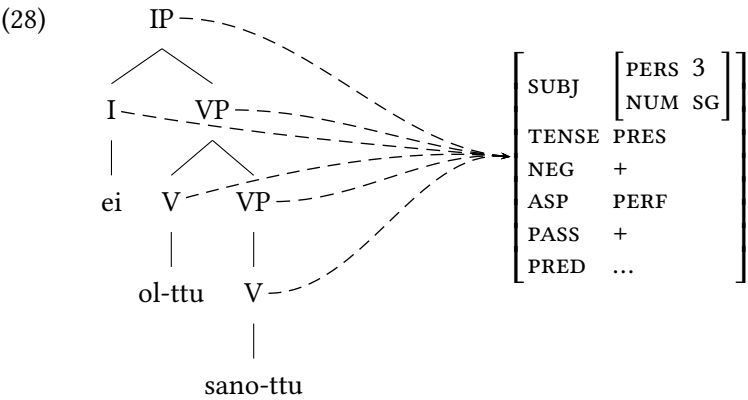 (28)
IP
I VP
ei V VP
ol-ttu V
sano-ttu
SUBJ PERS 3
NUM SG
TENSE PRES
NEG +
ASP PERF
PASS +
PRED ...